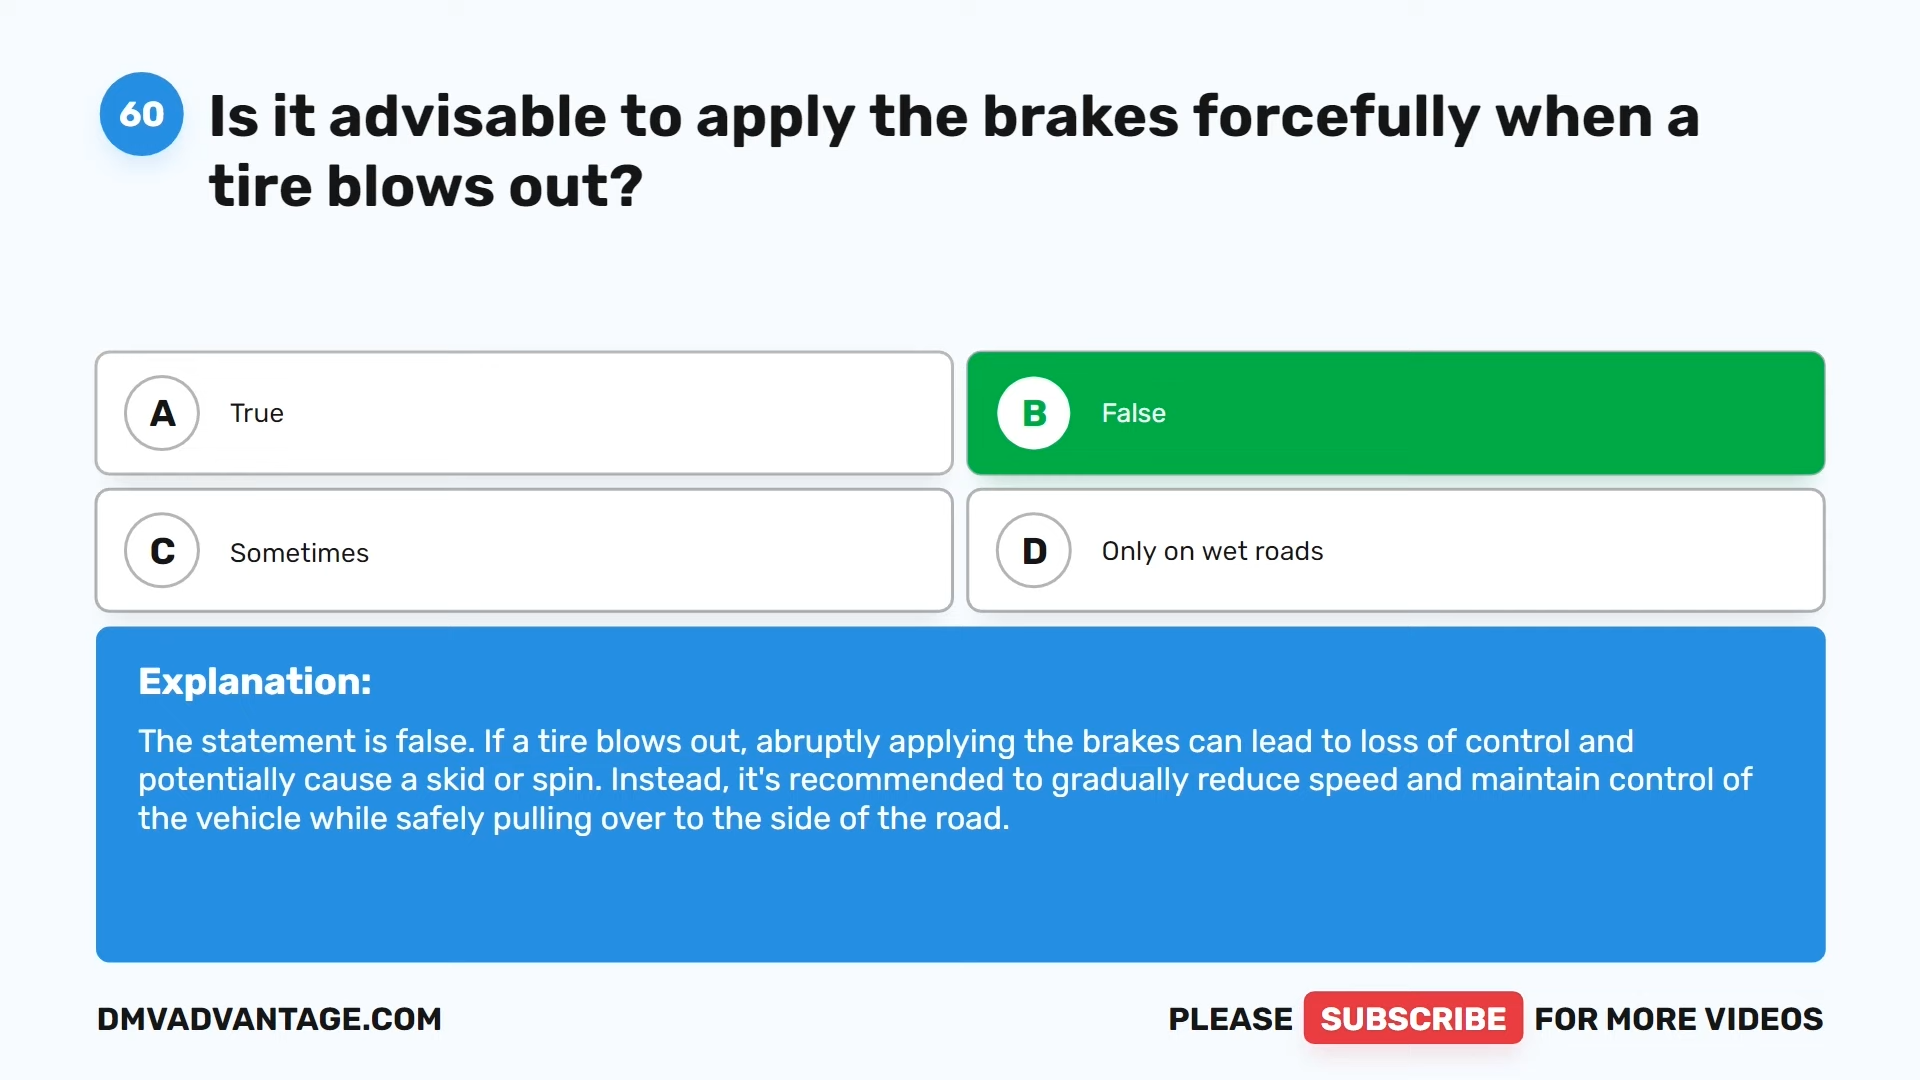 60
Is it advisable to apply the brakes forcefully when a
tire blows out?
A True
B False
C Sometimes
D Only on wet roads
Explanation:
The statement is false. If a tire blows out, abruptly applying the brakes can lead to loss of control and
potentially cause a skid or spin. Instead, it's recommended to gradually reduce speed and maintain control of
the vehicle while safely pulling over to the side of the road.
DMVADVANTAGE.COM
PLEASE SUBSCRIBE FOR MORE VIDEOS